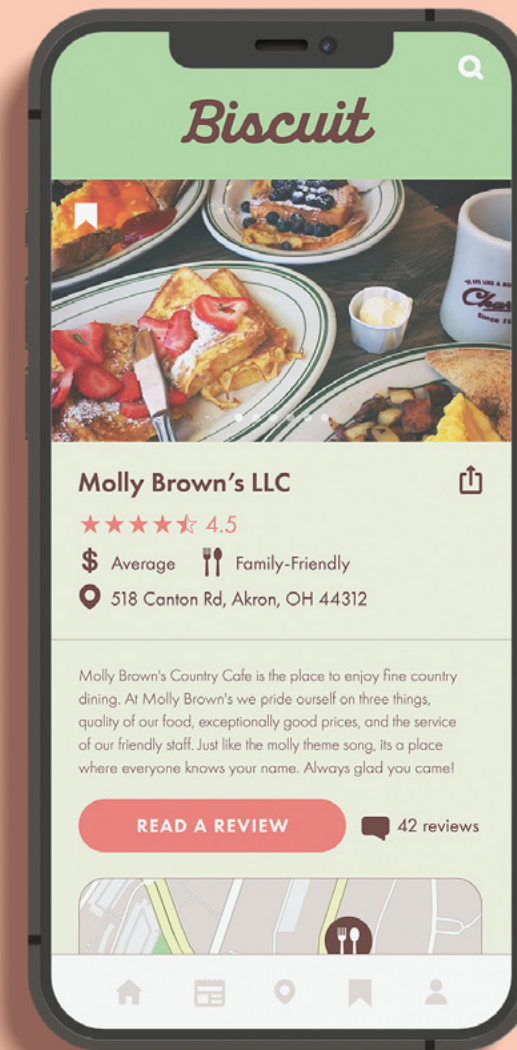 Biscuit
Since
Molly Brown's LLC
4.5
$ Average Family-Friendly
518 Canton Rd, Akron, OH 44312
Molly Brown's Country Cafe is the place to enjoy fine country
dining. At Molly Brown's we pride ourself on three things,
quality of our food, exceptionally good prices, and the service
of our friendly staff. Just like the molly theme song, its a place
where everyone knows your name. Always glad you came!
READ A REVIEW 42 reviews